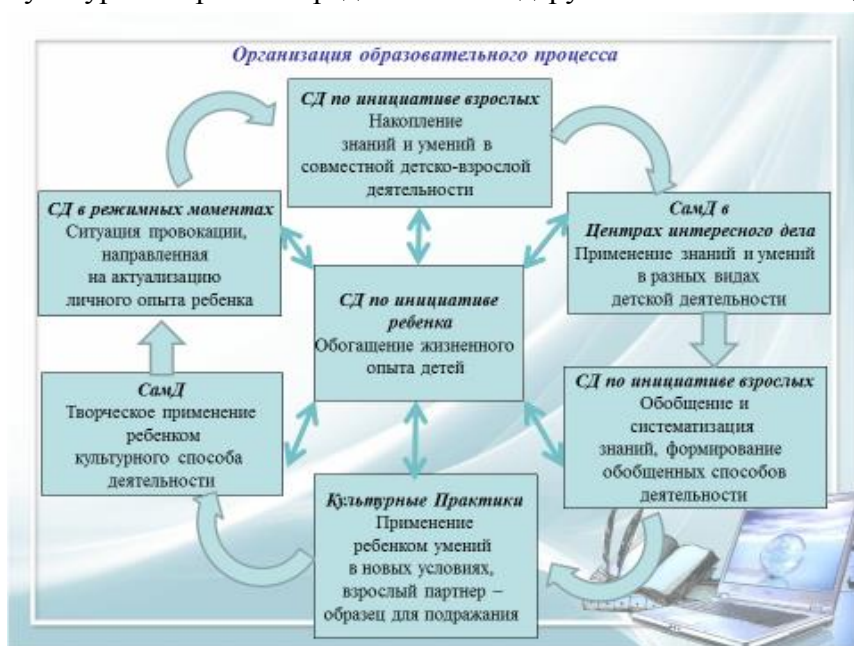 Организация образовательного процесса
СД по инициативе взрослых
Накопление
знаний и умений в
совместной детско-взрослой
деятельности
СД в режимных моментах
Ситуация провокации,
направленная
на актуализацию
личного опыта ребенка
СамД в
Центрах интересного дела
Применение знаний и умений
в разных видах
детской деятельности
СД по инициативе
ребенка
Обогащение жизненного
опыта детей
СамД
Творческое применение
ребенком
культурного способа
деятельности
СД по инициативе взрослых
Обобщение и
систематизация
знаний, формирование
обобщенных способов
деятельности
Культурные Практики
Применение
ребенком умений
в новых условиях,
взрослый партнер –
образец для подражания